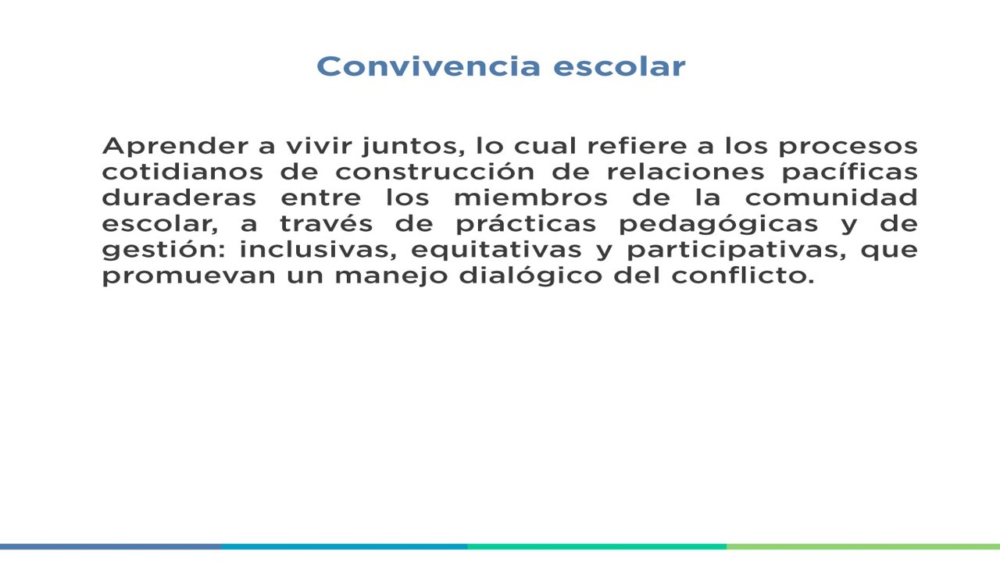 Convivencia escolar
Aprender a vivir juntos, lo cual refiere a los procesos
cotidianos de construcción de relaciones pacíficas
duraderas entre los miembros de la comunidad
escolar, a través de prácticas pedagógicas y de
gestión: inclusivas, equitativas y participativas, que
promuevan un manejo dialógico del conflicto.